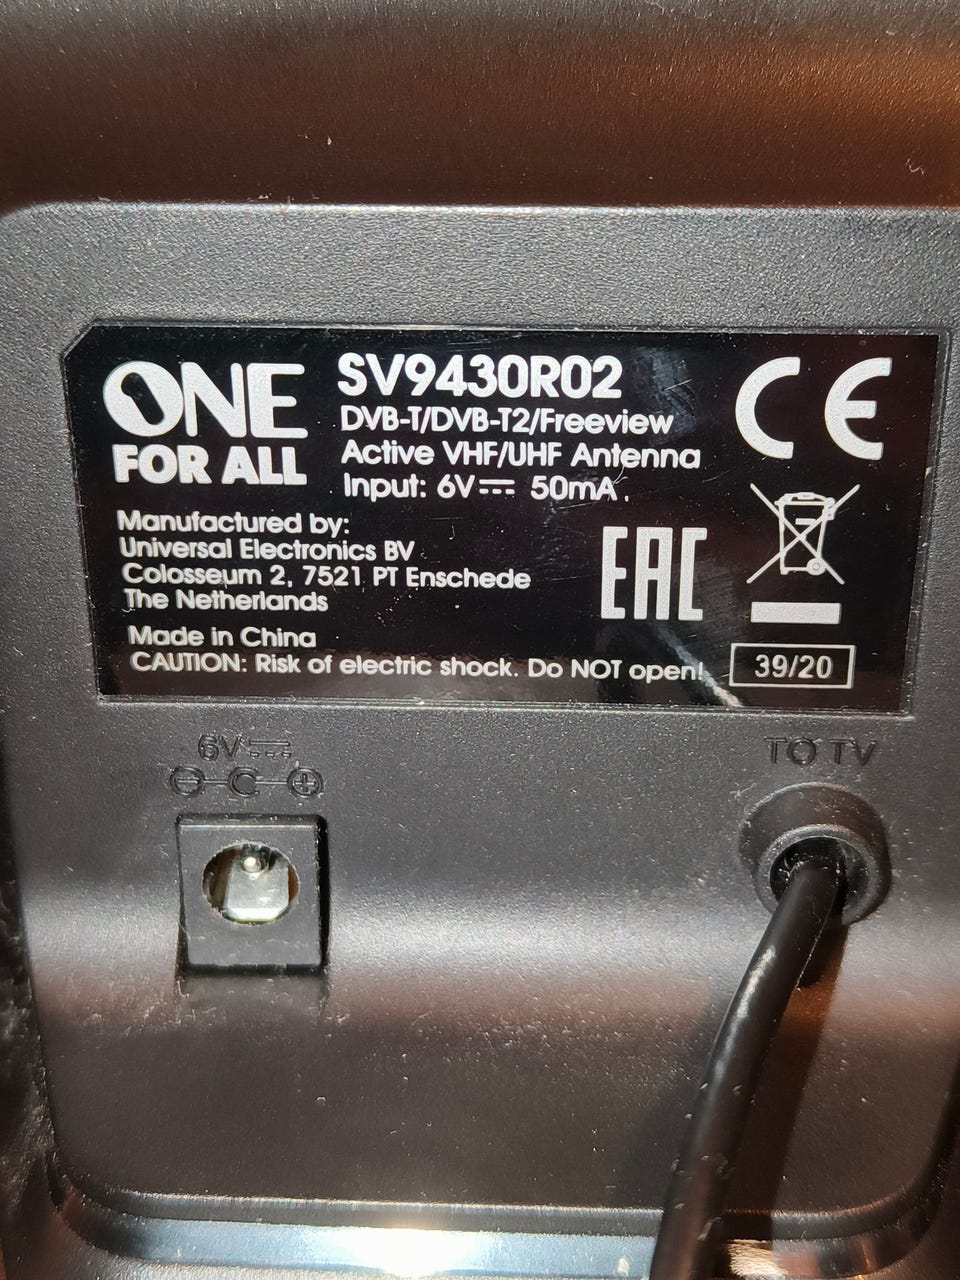 ONE
FOR ALL
SV9430R02
DVB-T/DVB-T2/Freeview
Active VHF/UHF Antenna
Input: 6V⎓ 50mA.
CE
Manufactured by:
Universal Electronics BV
Colosseum 2, 7521 PT Enschede
The Netherlands
EAC
Made in China
CAUTION: Risk of electric shock. Do NOT open!
39/20
6V⎓
TO TV